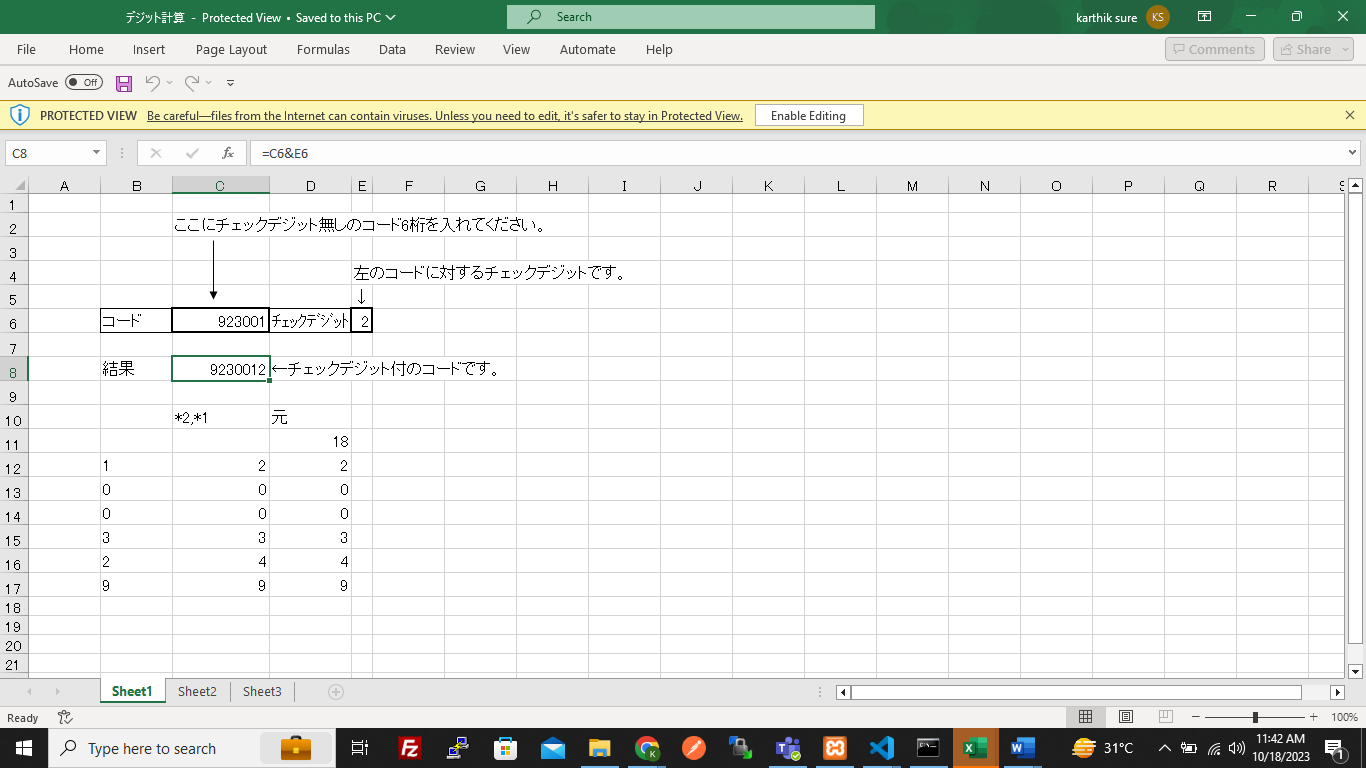 デジット計算 - Protected View • Saved to this PC
Search
karthik sure
KS
File Home Insert Page Layout Formulas Data Review View Automate Help
Comments Share
AutoSave Off
PROTECTED VIEW Be careful—files from the Internet can contain viruses. Unless you need to edit, it's safer to stay in Protected View. Enable Editing
C8 fx =C6&E6
A B C D E F G H I J K L M N O P Q R S
1
2 ここにチェックデジット無しのコード6桁を入れてください。
3
4 左のコードに対するチェックデジットです。
5 ↓
6 コード 923001 チェックデジット 2
7
8 結果 9230012 ←チェックデジット付のコードです。
9
10 *2,*1 元
11 18
12 1 2 2
13 0 0 0
14 0 0 0
15 3 3 3
16 2 4 4
17 9 9 9
18
19
20
21
Sheet1 Sheet2 Sheet3
Ready 100%
Type here to search
31°C
11:42 AM
10/18/2023
1